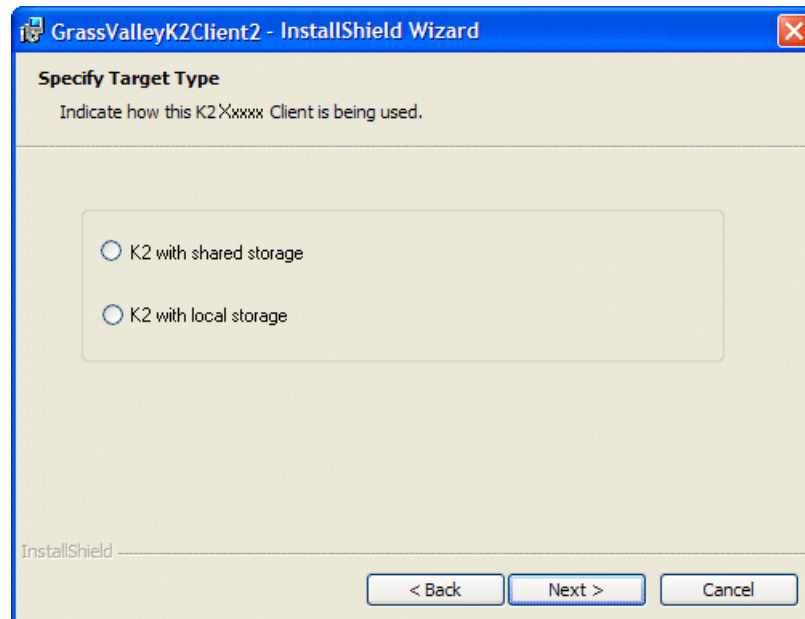 GrassValleyK2Client2 - InstallShield Wizard
Specify Target Type
Indicate how this K2 Xxxxx Client is being used.
K2 with shared storage
K2 with local storage
InstallShield
< Back Next > Cancel